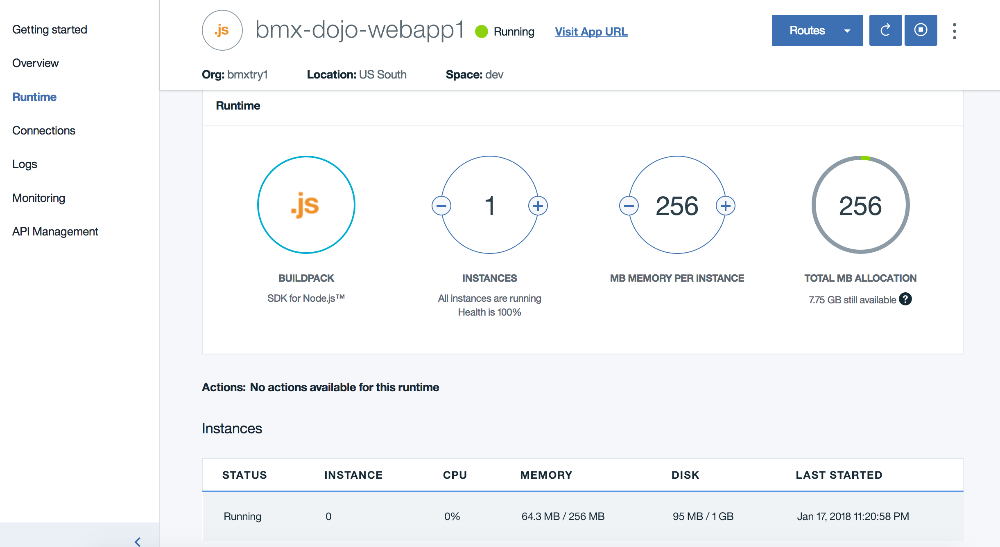 Getting started
Overview
Runtime
Connections
Logs
Monitoring
API Management
.js
bmx-dojo-webapp1
Running
Visit App URL
Routes
Org: bmxtry1
Location: US South
Space: dev
Runtime
.js
1
256
256
BUILDPACK
INSTANCES
MB MEMORY PER INSTANCE
TOTAL MB ALLOCATION
SDK for Node.js™
All instances are running
Health is 100%
7.75 GB still available ?
Actions: No actions available for this runtime
Instances
STATUS INSTANCE CPU MEMORY DISK LAST STARTED
Running 0 0% 64.3 MB / 256 MB 95 MB / 1 GB Jan 17, 2018 11:20:58 PM